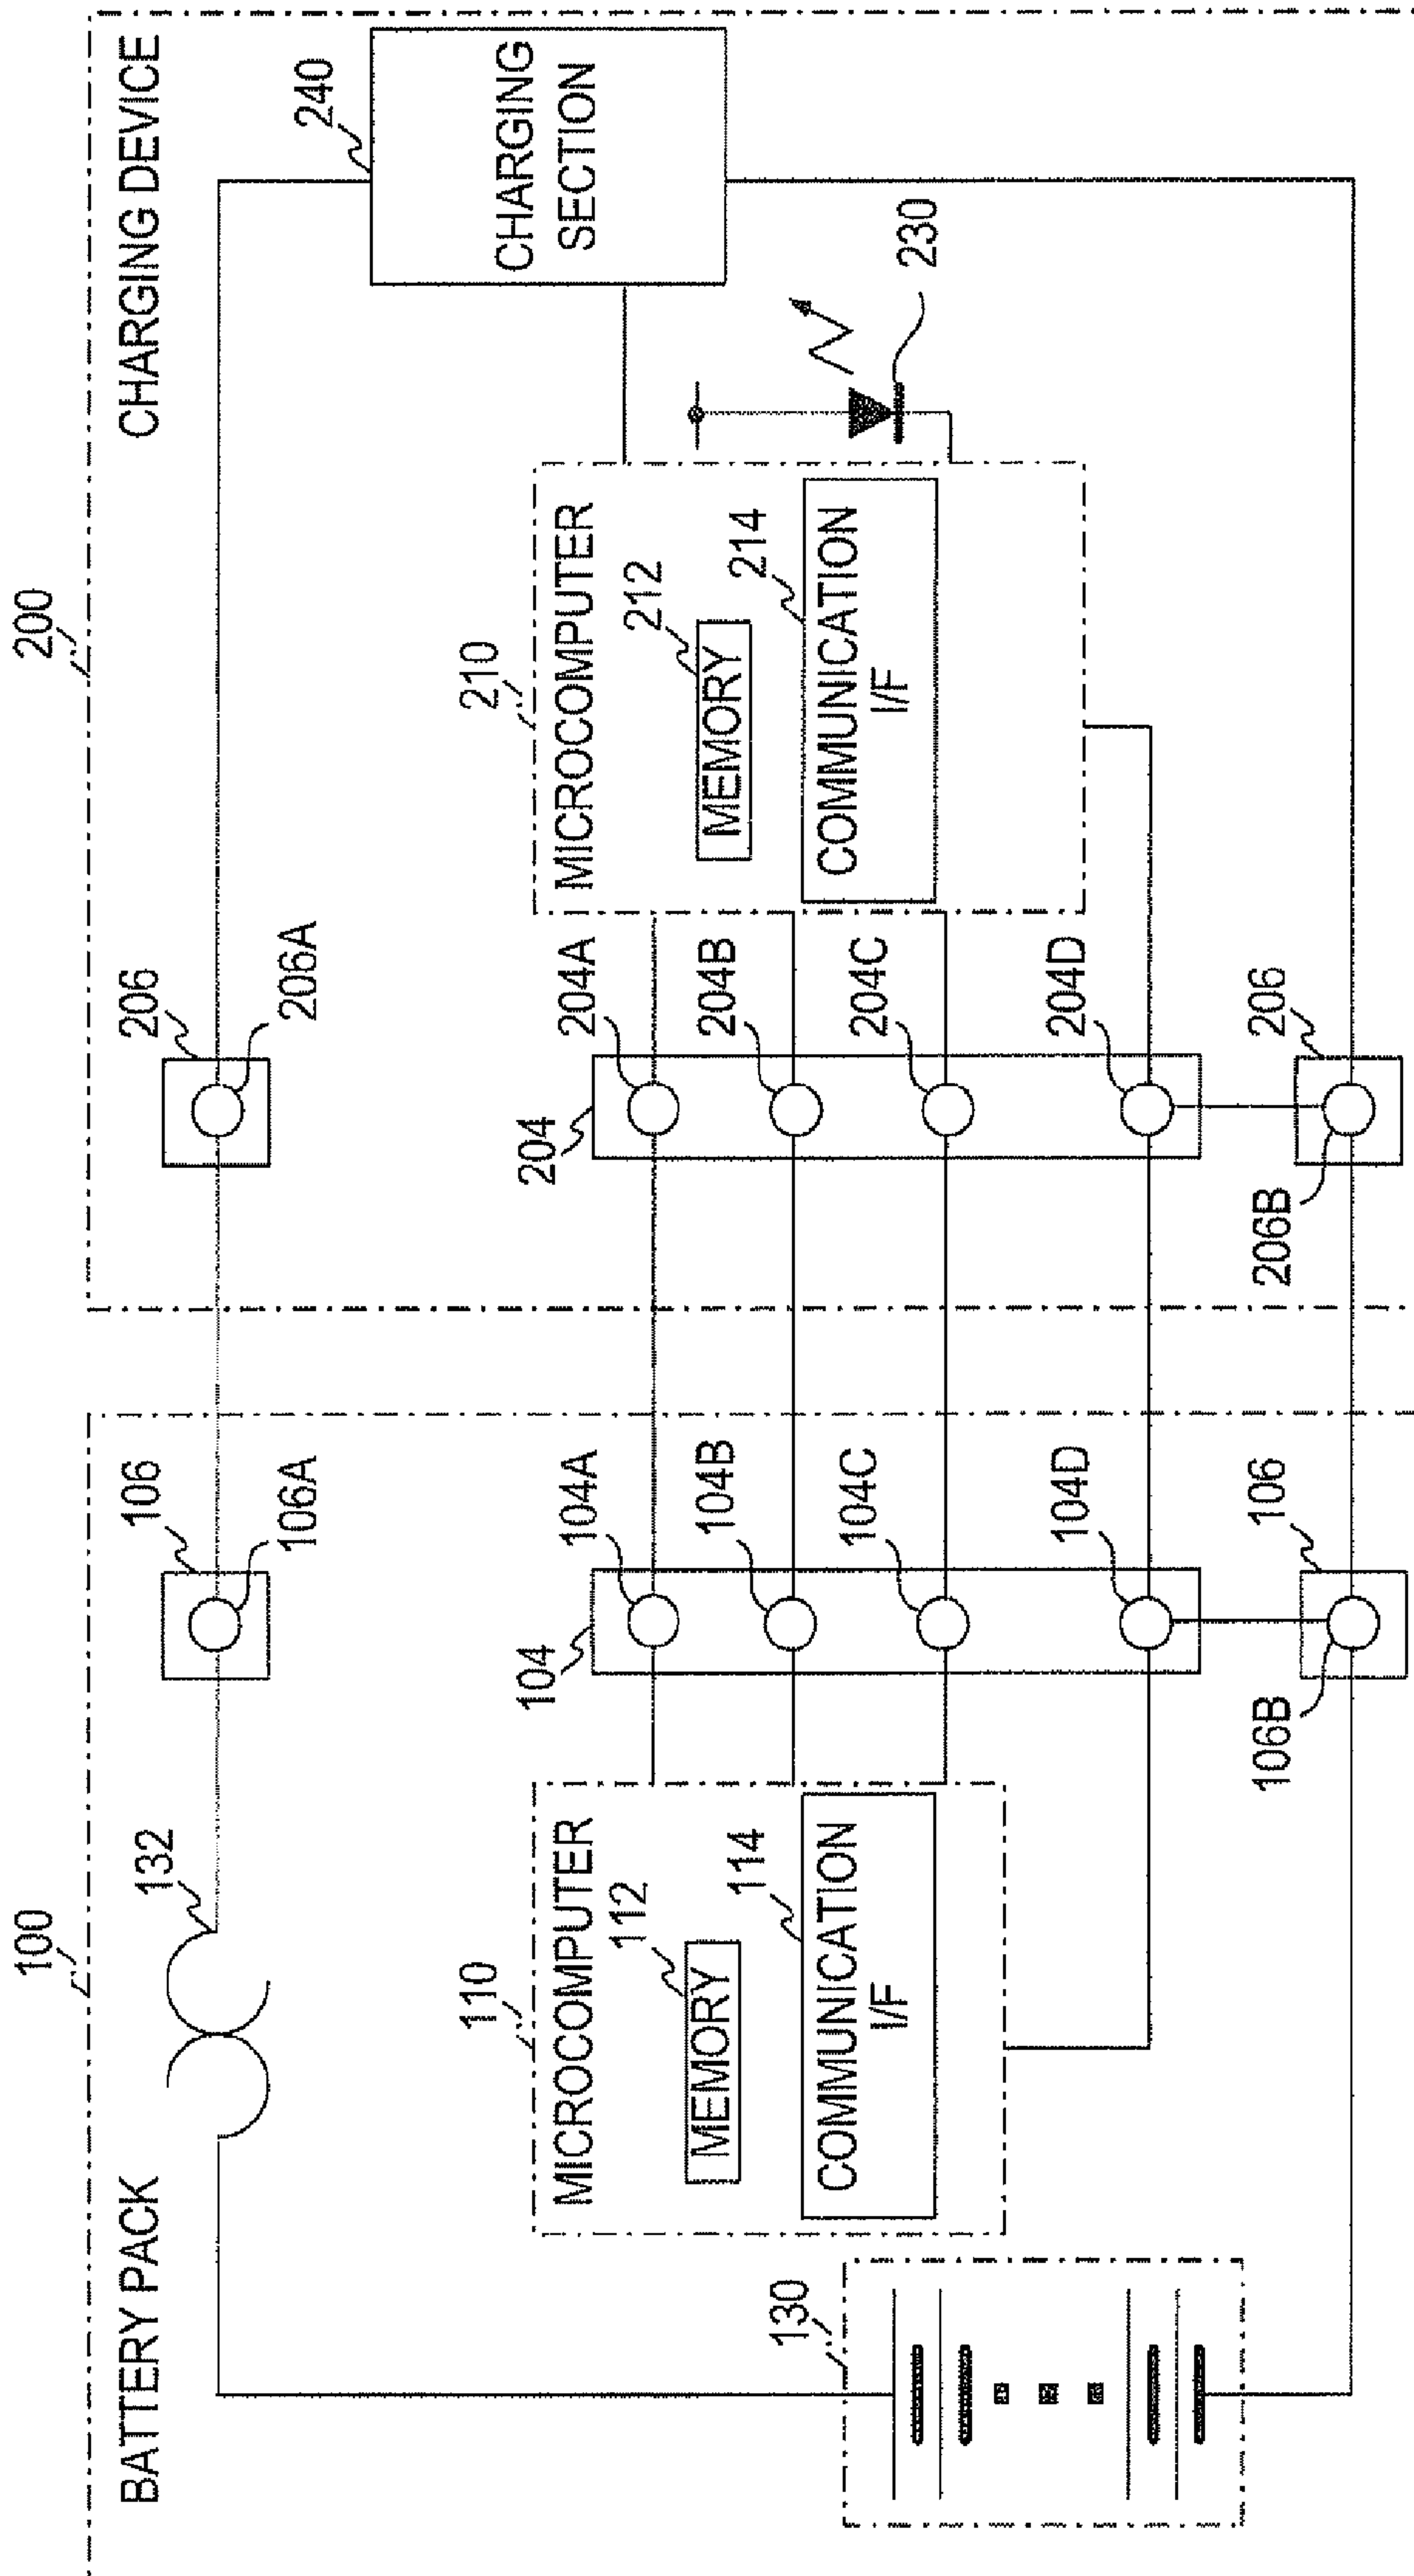 100
BATTERY PACK
132
106
106A
110
MICROCOMPUTER
112
MEMORY
114
COMMUNICATION
I/F
104
104A
104B
104C
104D
130
106
106B
200
CHARGING DEVICE
206
206A
240
CHARGING
SECTION
204
204A
204B
204C
204D
210
MICROCOMPUTER
212
MEMORY
214
COMMUNICATION
I/F
230
206
206B